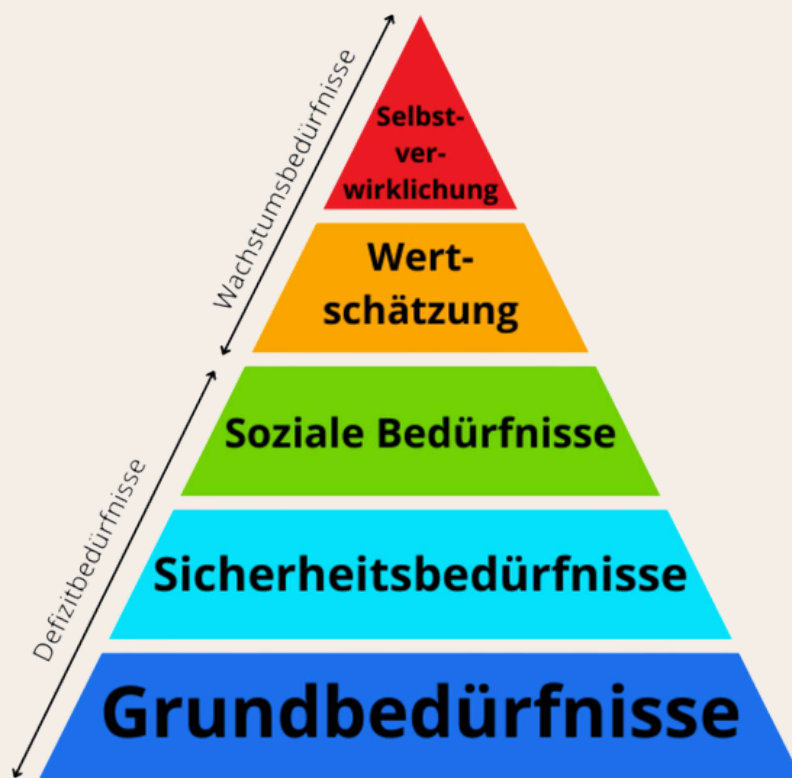 Wachstumsbedürfnisse
Selbst-
ver-
wirklichung
Wert-
schätzung
Defizitbedürfnisse
Soziale Bedürfnisse
Sicherheitsbedürfnisse
Grundbedürfnisse